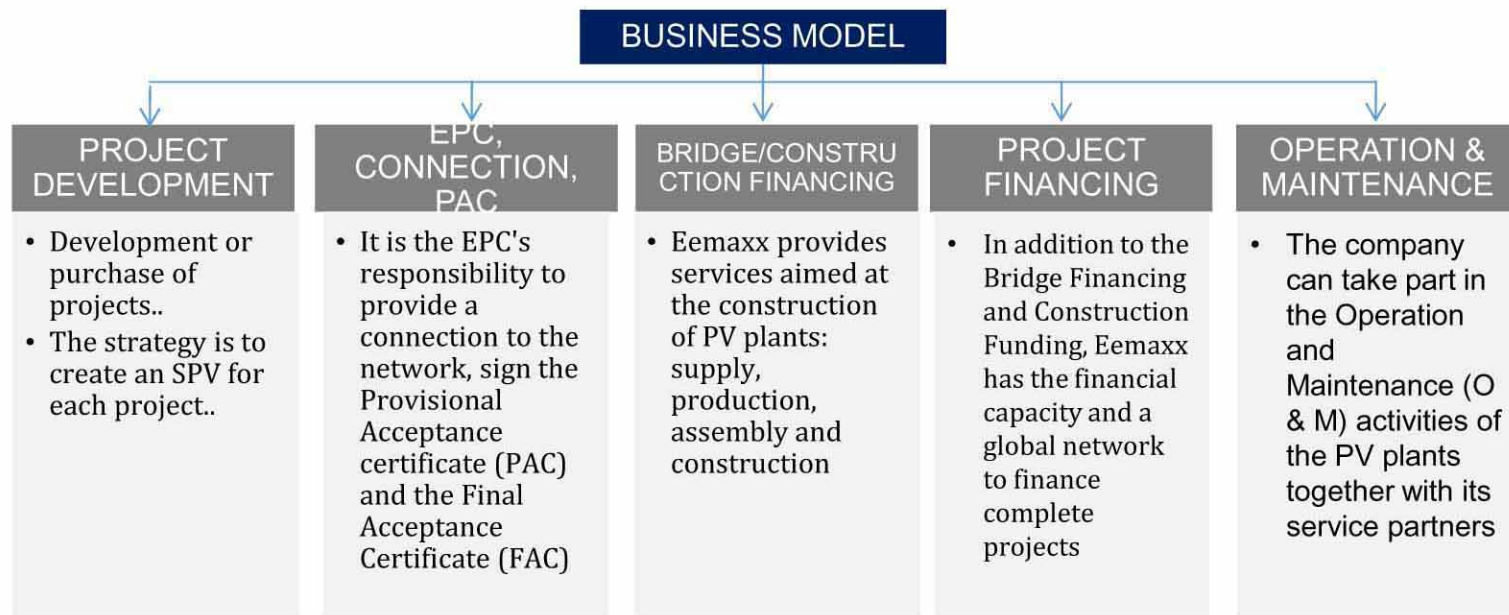 BUSINESS MODEL
PROJECT
DEVELOPMENT
• Development or
purchase of
projects..
• The strategy is to
create an SPV for
each project..
EPC,
CONNECTION,
PAC
• It is the EPC's
responsibility to
provide a
connection to the
network, sign the
Provisional
Acceptance
certificate (PAC)
and the Final
Acceptance
Certificate (FAC)
BRIDGE/CONSTRU
CTION FINANCING
• Eemaxx provides
services aimed at
the construction
of PV plants:
supply,
production,
assembly and
construction
PROJECT
FINANCING
• In addition to the
Bridge Financing
and Construction
Funding, Eemaxx
has the financial
capacity and a
global network
to finance
complete
projects
OPERATION &
MAINTENANCE
• The company
can take part in
the Operation
and
Maintenance (O
& M) activities of
the PV plants
together with its
service partners